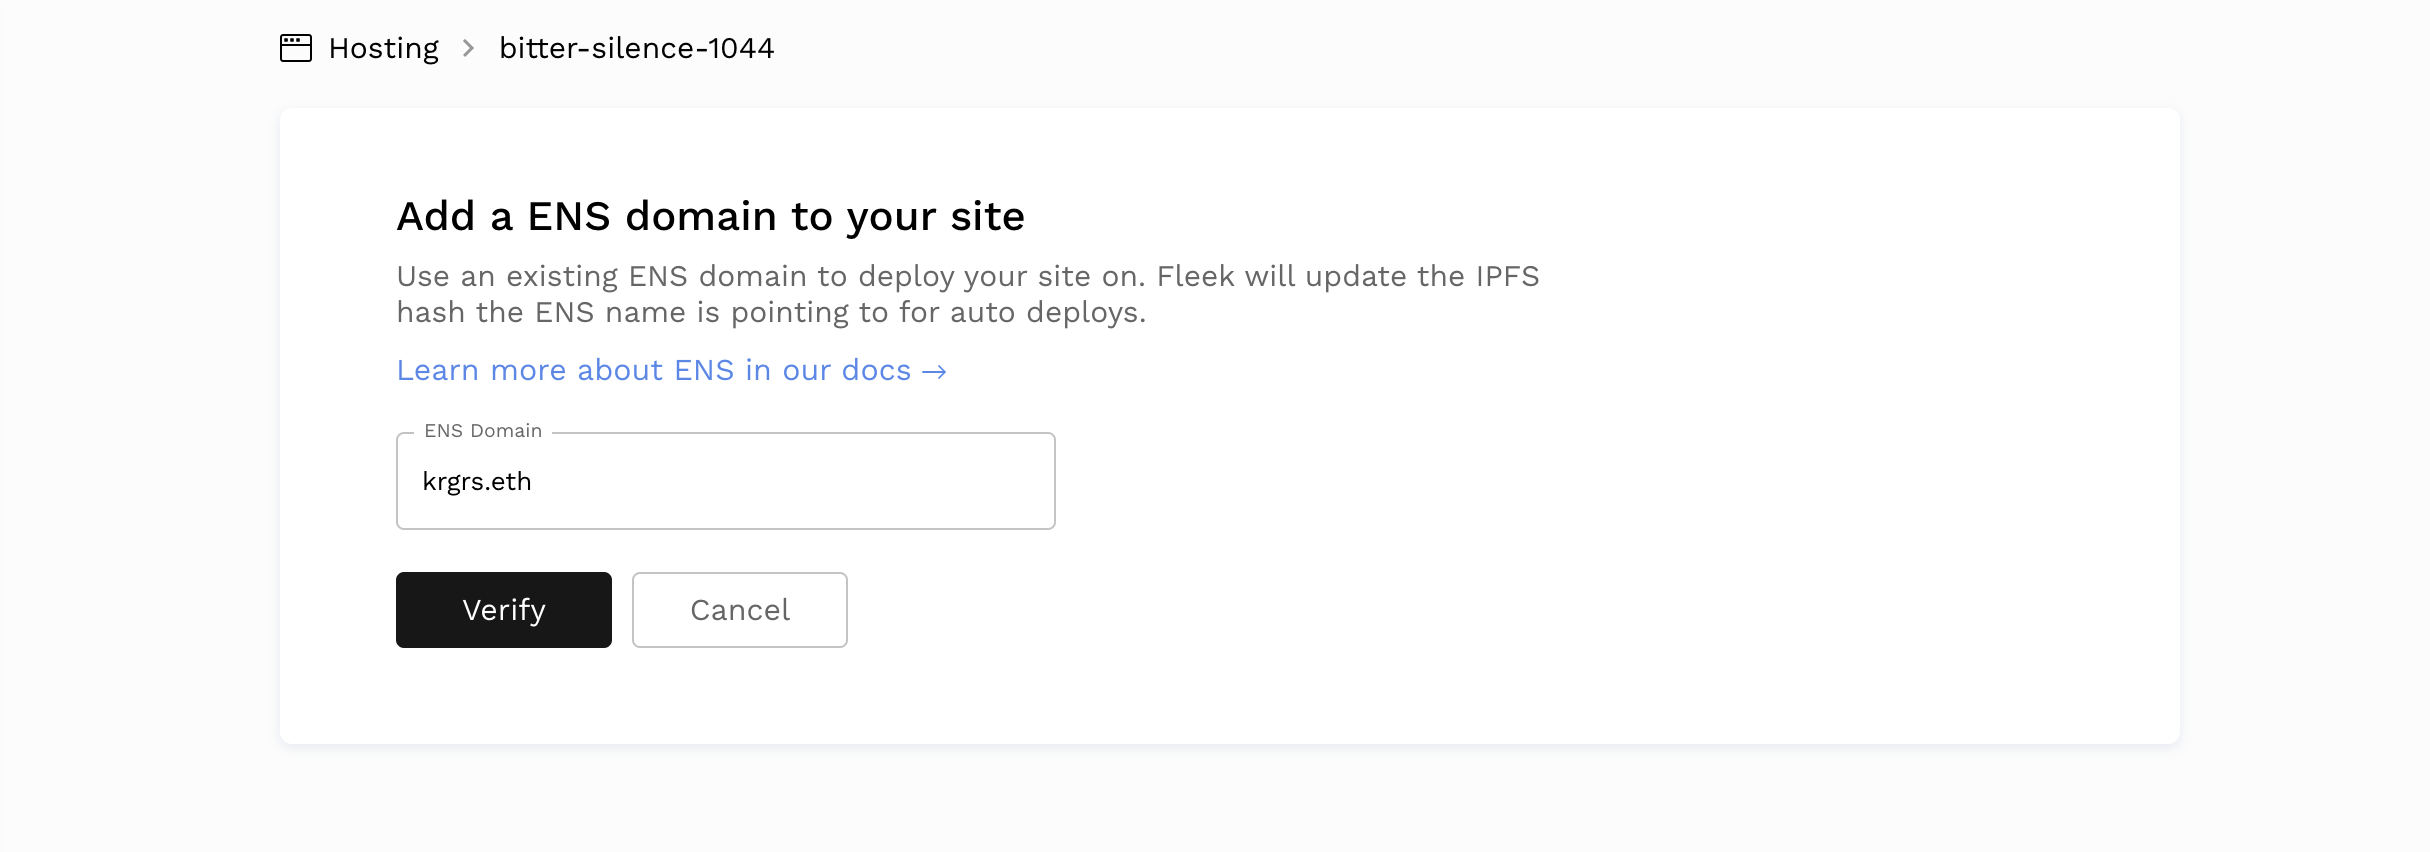 Hosting > bitter-silence-1044
Add a ENS domain to your site
Use an existing ENS domain to deploy your site on. Fleek will update the IPFS
hash the ENS name is pointing to for auto deploys.
Learn more about ENS in our docs →
ENS Domain
krgrs.eth
Verify Cancel